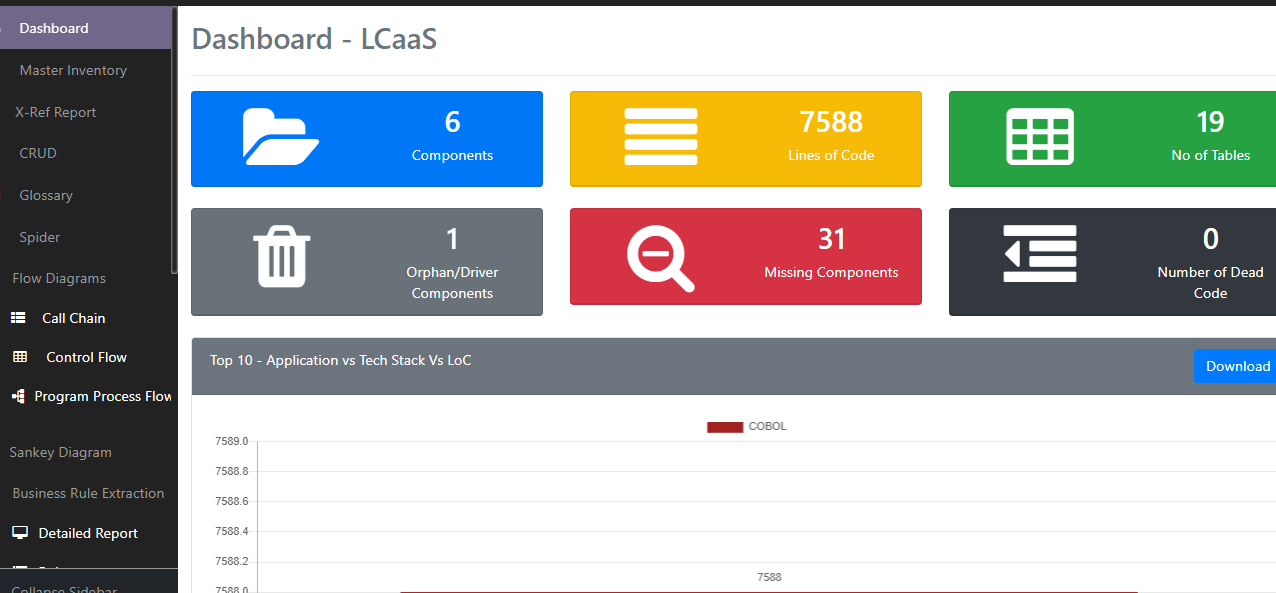 Dashboard
Master Inventory
X-Ref Report
CRUD
Glossary
Spider
Flow Diagrams
Call Chain
Control Flow
Program Process Flow
Sankey Diagram
Business Rule Extraction
Detailed Report
Collapse Sidebar
Dashboard - LCaaS
6
Components
7588
Lines of Code
19
No of Tables
1
Orphan/Driver
Components
31
Missing Components
0
Number of Dead
Code
Top 10 - Application vs Tech Stack Vs LoC
Download
COBOL
7589.0
7588.8
7588.6
7588.4
7588.2
7588.0
7588